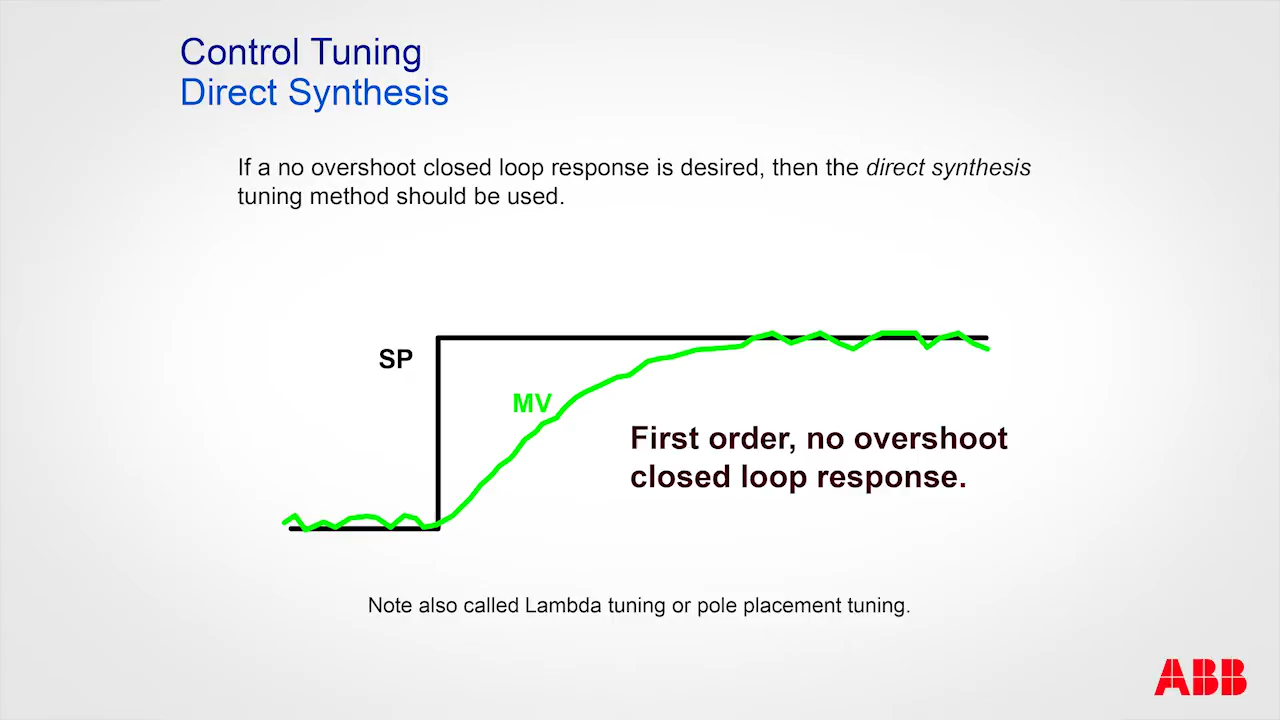 Control Tuning
Direct Synthesis
If a no overshoot closed loop response is desired, then the direct synthesis
tuning method should be used.
SP
MV
First order, no overshoot
closed loop response.
Note also called Lambda tuning or pole placement tuning.
ABB